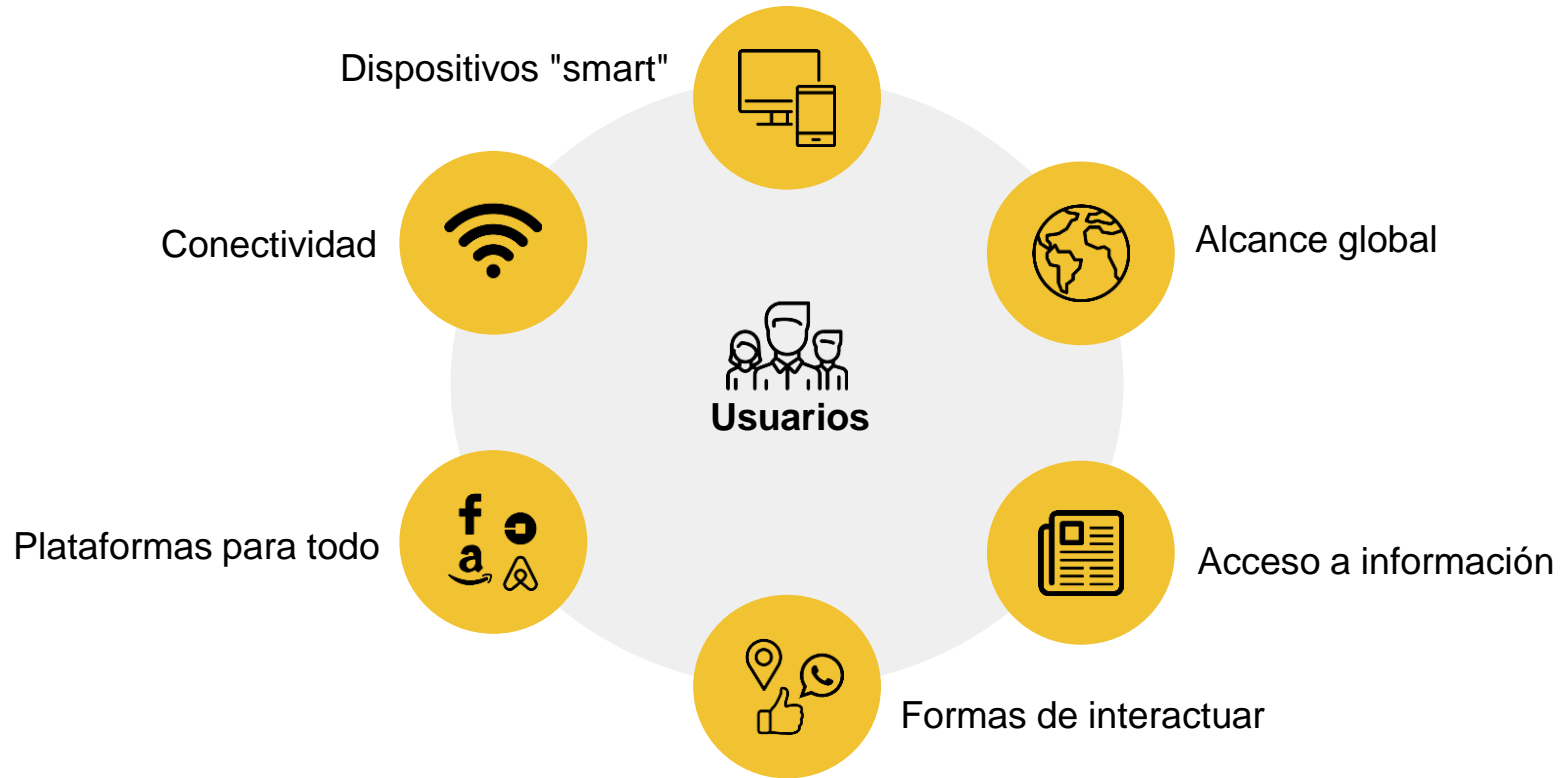 Dispositivos "smart"
Conectividad
Alcance global
Usuarios
Plataformas para todo
Acceso a información
Formas de interactuar